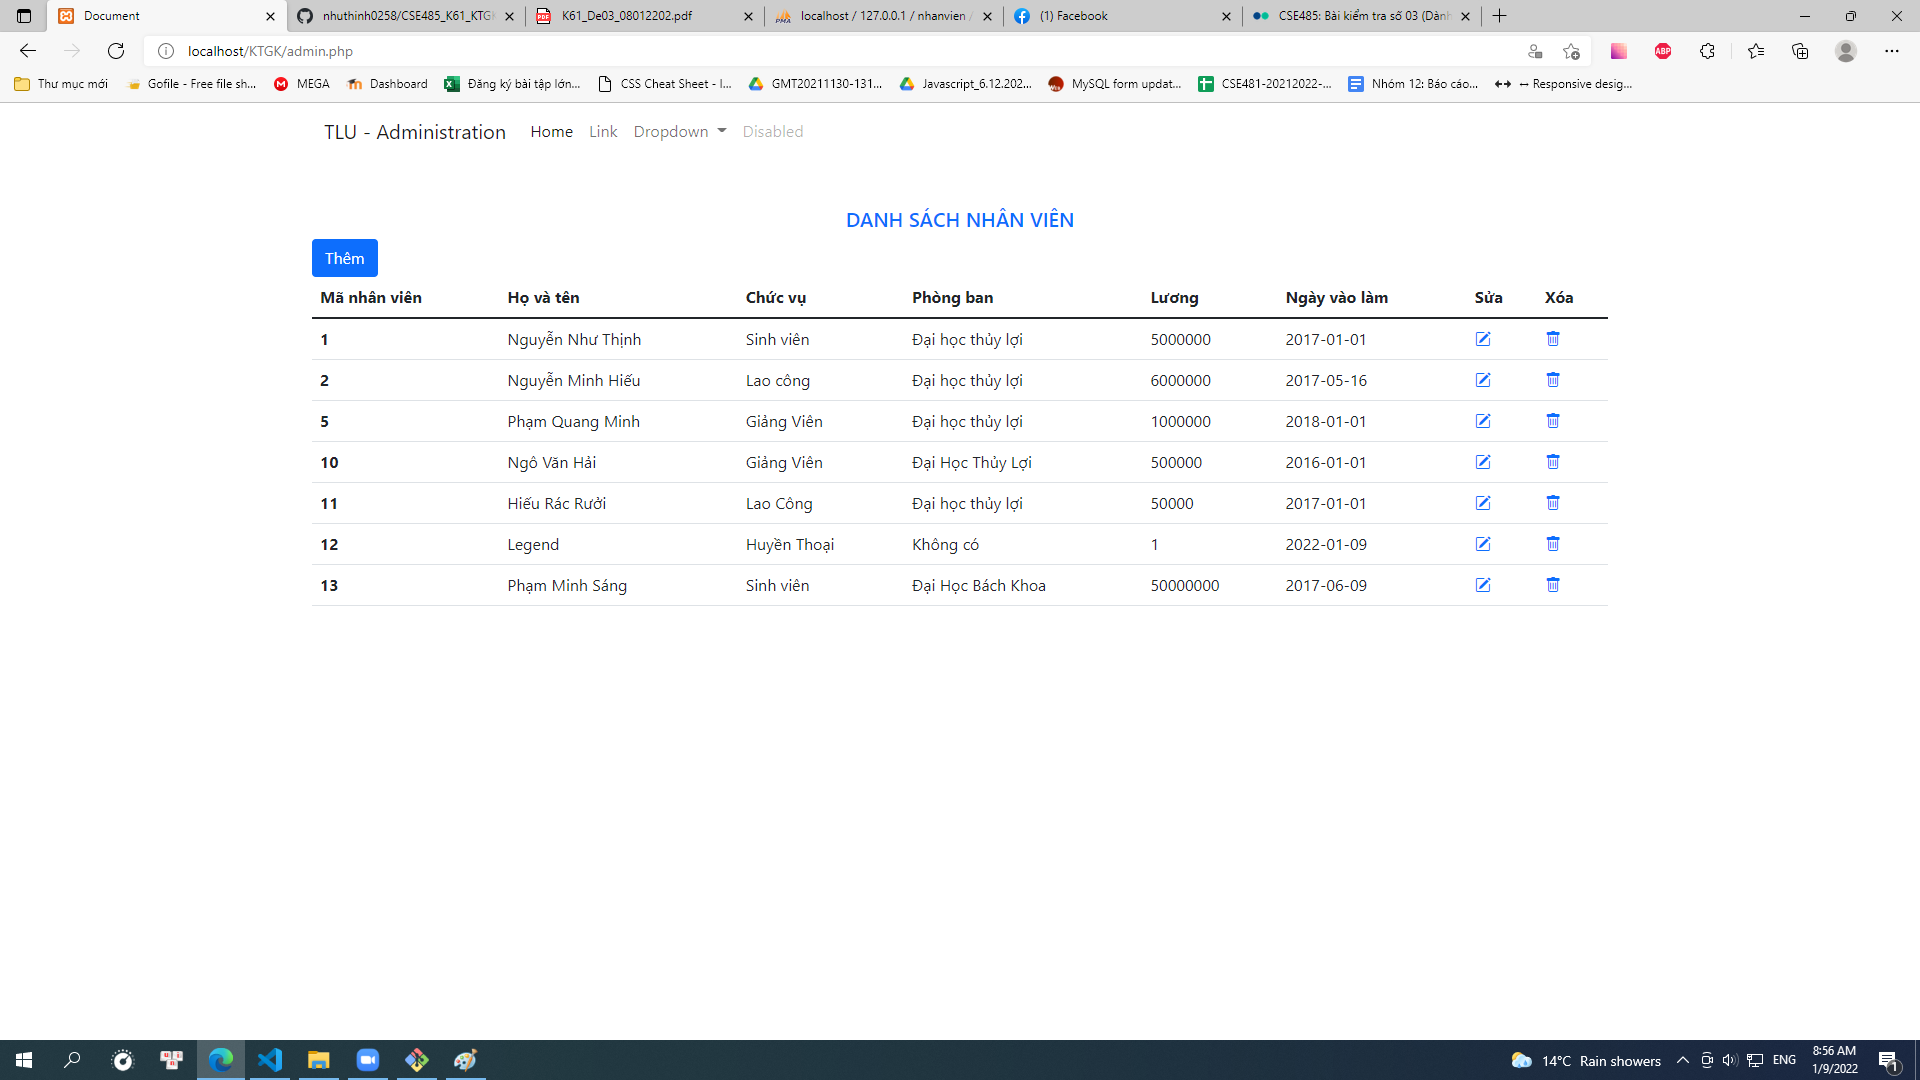 Document
nhuthinh0258/CSE485_K61_KTGK
K61_De03_08012202.pdf
localhost / 127.0.0.1 / nhanvien /
(1) Facebook
CSE485: Bài kiểm tra số 03 (Dành
localhost/KTGK/admin.php
Thư mục mới
Gofile - Free file sh...
MEGA
Dashboard
Đăng ký bài tập lớn...
CSS Cheat Sheet - I...
GMT20211130-131...
Javascript_6.12.202...
MySQL form updat...
CSE481-20212022-...
Nhóm 12: Báo cáo...
↔ Responsive desig...
TLU - Administration Home Link Dropdown Disabled
DANH SÁCH NHÂN VIÊN
Thêm
Mã nhân viên Họ và tên Chức vụ Phòng ban Lương Ngày vào làm Sửa Xóa
1 Nguyễn Như Thịnh Sinh viên Đại học thủy lợi 5000000 2017-01-01
2 Nguyễn Minh Hiếu Lao công Đại học thủy lợi 6000000 2017-05-16
5 Phạm Quang Minh Giảng Viên Đại học thủy lợi 1000000 2018-01-01
10 Ngô Văn Hải Giảng Viên Đại Học Thủy Lợi 500000 2016-01-01
11 Hiếu Rác Rưởi Lao Công Đại học thủy lợi 50000 2017-01-01
12 Legend Huyền Thoại Không có 1 2022-01-09
13 Phạm Minh Sáng Sinh viên Đại Học Bách Khoa 50000000 2017-06-09
14°C Rain showers
ENG
8:56 AM
1/9/2022
1